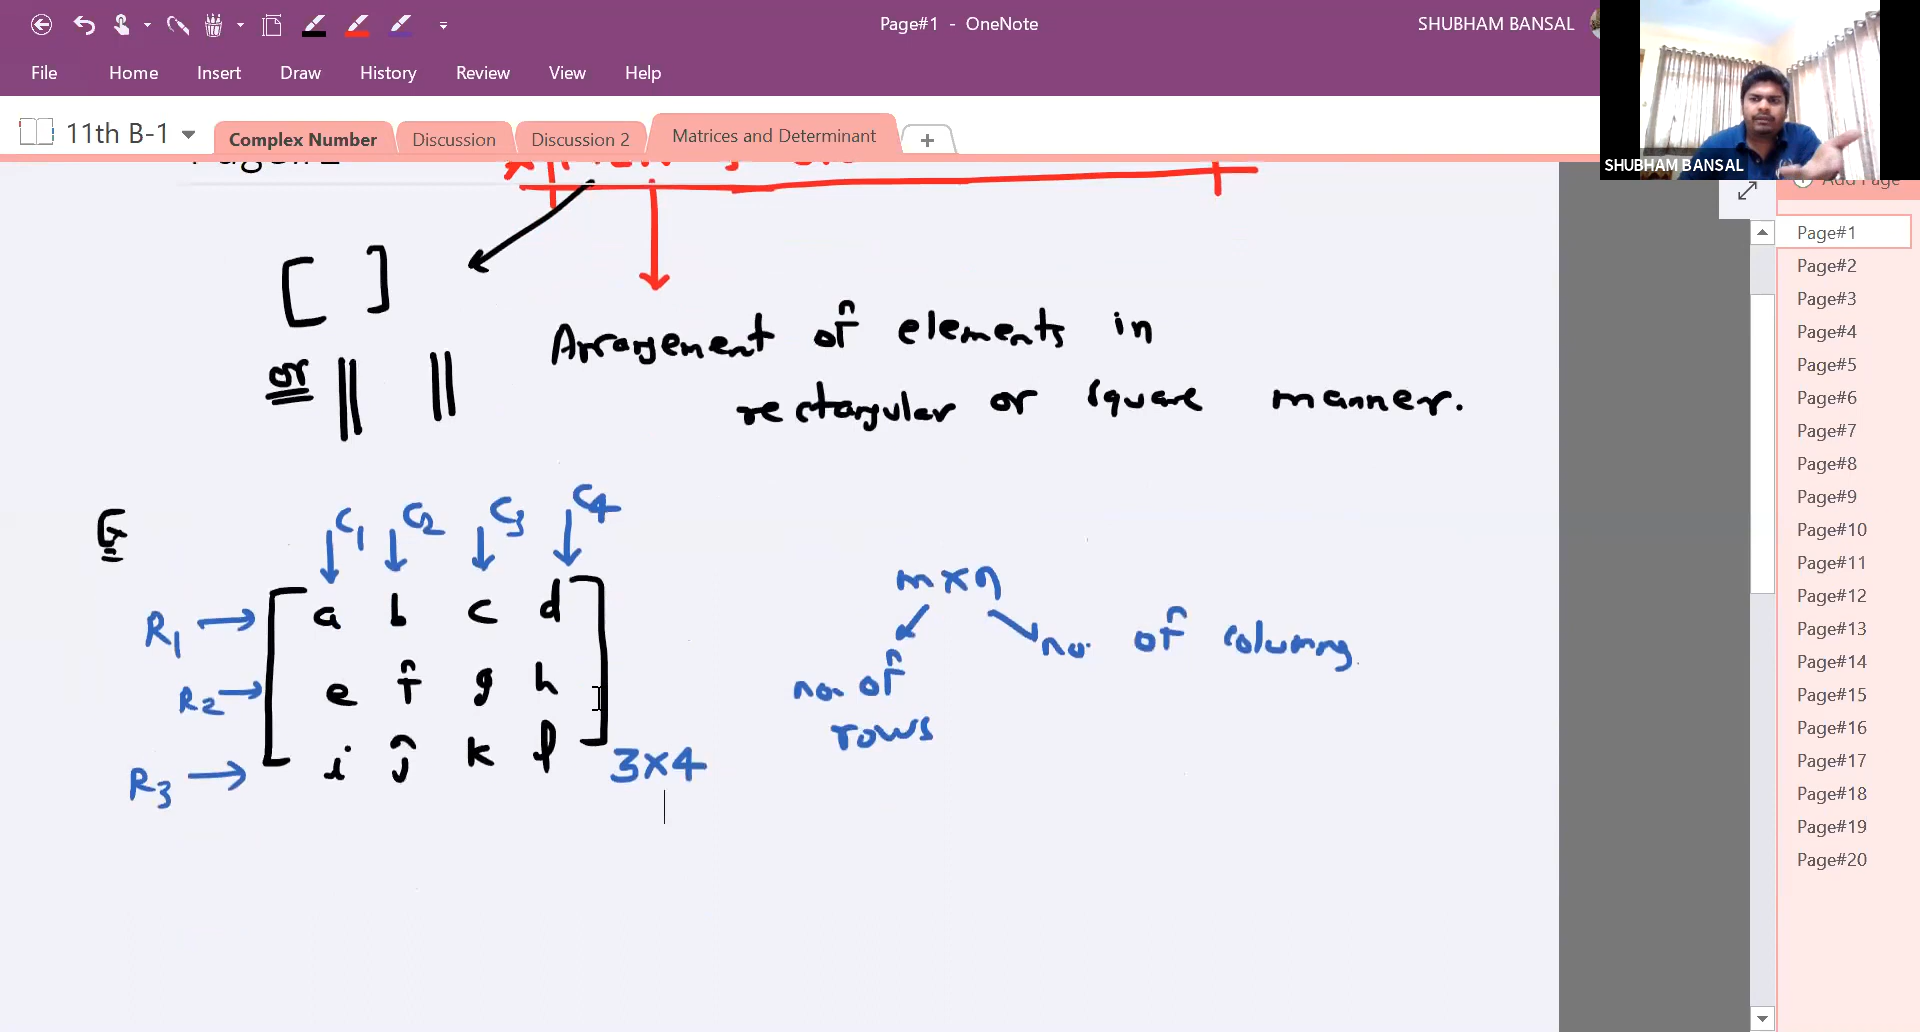 Page#1 - OneNote
SHUBHAM BANSAL
File Home Insert Draw History Review View Help
11th B-1 Complex Number Discussion Discussion 2 Matrices and Determinant +
SHUBHAM BANSAL
Add Page
[ ]
or || ||
Arrangement of elements in
rectangular or square manner.
C1 C2 C3 C4
R1 → a b c d
R2 → e f g h
R3 → i j k l
3×4
m×n
no. of rows
no. of columns
Page#1
Page#2
Page#3
Page#4
Page#5
Page#6
Page#7
Page#8
Page#9
Page#10
Page#11
Page#12
Page#13
Page#14
Page#15
Page#16
Page#17
Page#18
Page#19
Page#20